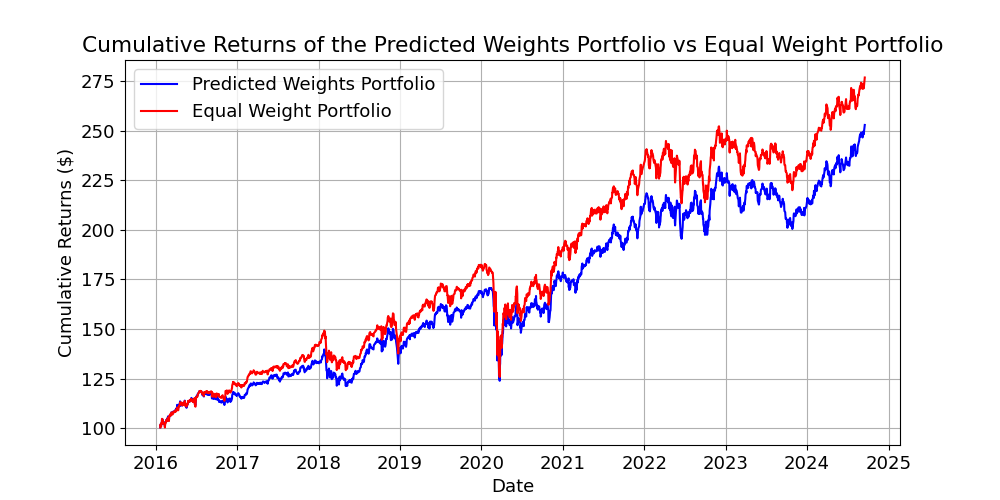 Cumulative Returns of the Predicted Weights Portfolio vs Equal Weight Portfolio
Predicted Weights Portfolio
Equal Weight Portfolio
Cumulative Returns ($)
275
250
225
200
175
150
125
100
2016 2017 2018 2019 2020 2021 2022 2023 2024 2025
Date